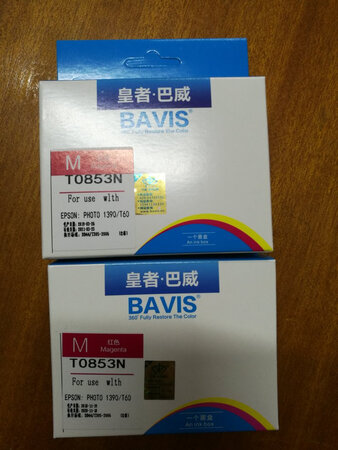 皇者·巴威
BAVIS®
360° Fully Restore The Color
M
T0853N
For use with
EPSON: PHOTO 1390/T60
一个墨盒
An ink box
皇者·巴威
BAVIS®
360° Fully Restore The Color
M 红色
Magenta
T0853N
For use with
EPSON: PHOTO 1390/T60
一个墨盒
An ink box